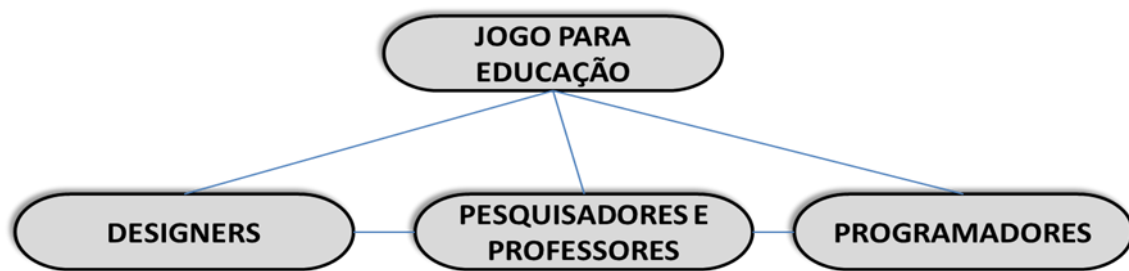 JOGO PARA
EDUCAÇÃO
DESIGNERS
PESQUISADORES E
PROFESSORES
PROGRAMADORES